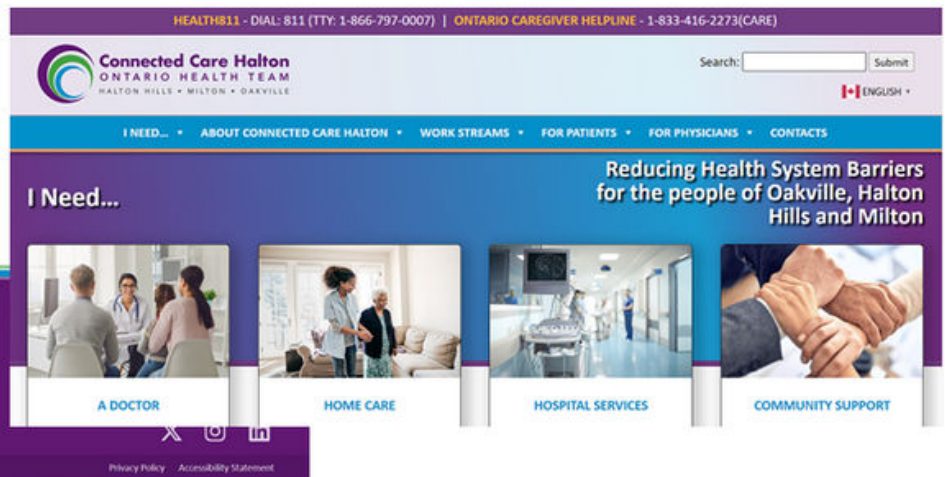 HEALTH811 - DIAL: 811 (TTY: 1-866-797-0007) | ONTARIO CAREGIVER HELPLINE - 1-833-416-2273(CARE)
Connected Care Halton
ONTARIO HEALTH TEAM
HALTON HILLS • MILTON • OAKVILLE
Search: Submit
ENGLISH
I NEED... ABOUT CONNECTED CARE HALTON WORK STREAMS FOR PATIENTS FOR PHYSICIANS CONTACTS
I Need...
Reducing Health System Barriers
for the people of Oakville, Halton
Hills and Milton
A DOCTOR HOME CARE HOSPITAL SERVICES COMMUNITY SUPPORT
Privacy Policy Accessibility Statement